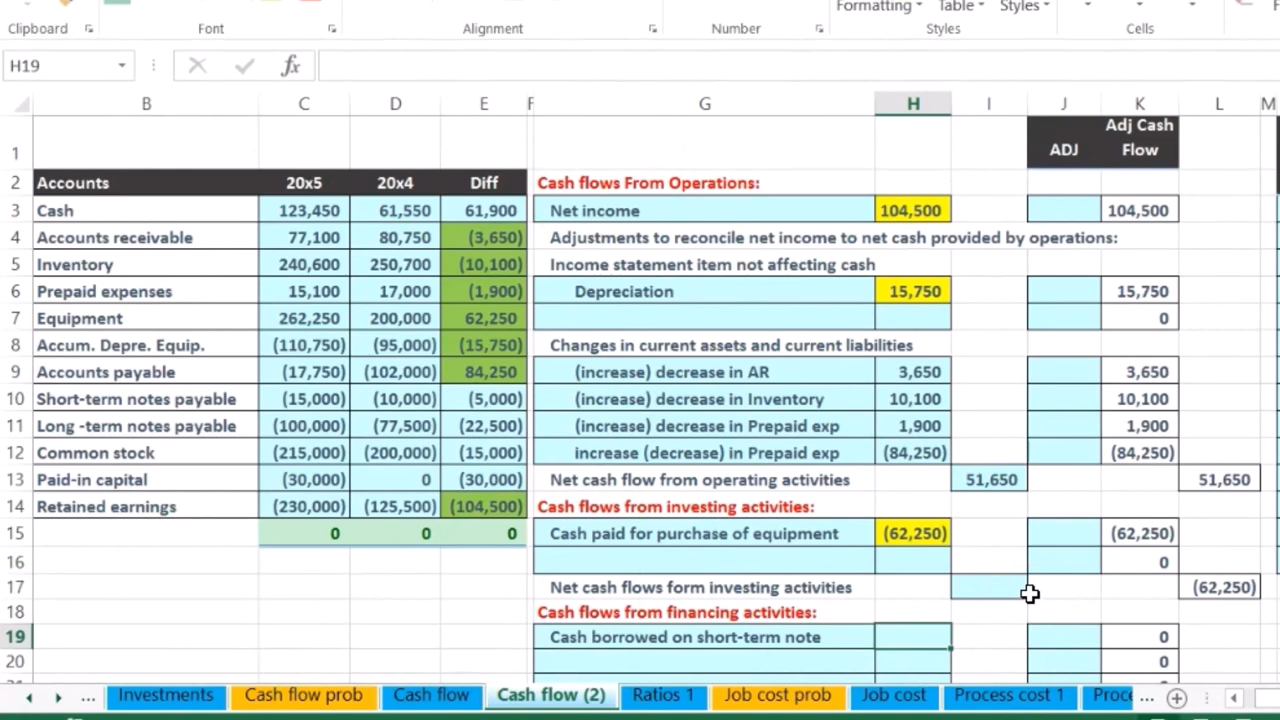 Formatting Table Styles
Clipboard Font Alignment Number Styles Cells
H19 fx
B C D E F G H I J K L M
1 ADJ Adj Cash Flow
2 Accounts 20x5 20x4 Diff Cash flows From Operations:
3 Cash 123,450 61,550 61,900 Net income 104,500 104,500
4 Accounts receivable 77,100 80,750 (3,650) Adjustments to reconcile net income to net cash provided by operations:
5 Inventory 240,600 250,700 (10,100) Income statement item not affecting cash
6 Prepaid expenses 15,100 17,000 (1,900) Depreciation 15,750 15,750
7 Equipment 262,250 200,000 62,250 0
8 Accum. Depre. Equip. (110,750) (95,000) (15,750) Changes in current assets and current liabilities
9 Accounts payable (17,750) (102,000) 84,250 (increase) decrease in AR 3,650 3,650
10 Short-term notes payable (15,000) (10,000) (5,000) (increase) decrease in Inventory 10,100 10,100
11 Long -term notes payable (100,000) (77,500) (22,500) (increase) decrease in Prepaid exp 1,900 1,900
12 Common stock (215,000) (200,000) (15,000) increase (decrease) in Prepaid exp (84,250) (84,250)
13 Paid-in capital (30,000) 0 (30,000) Net cash flow from operating activities 51,650 51,650
14 Retained earnings (230,000) (125,500) (104,500) Cash flows from investing activities:
15 0 0 0 Cash paid for purchase of equipment (62,250) (62,250)
16 0
17 Net cash flows form investing activities (62,250)
18 Cash flows from financing activities:
19 Cash borrowed on short-term note 0
20 0
... Investments Cash flow prob Cash flow Cash flow (2) Ratios 1 Job cost prob Job cost Process cost 1 Proce ...